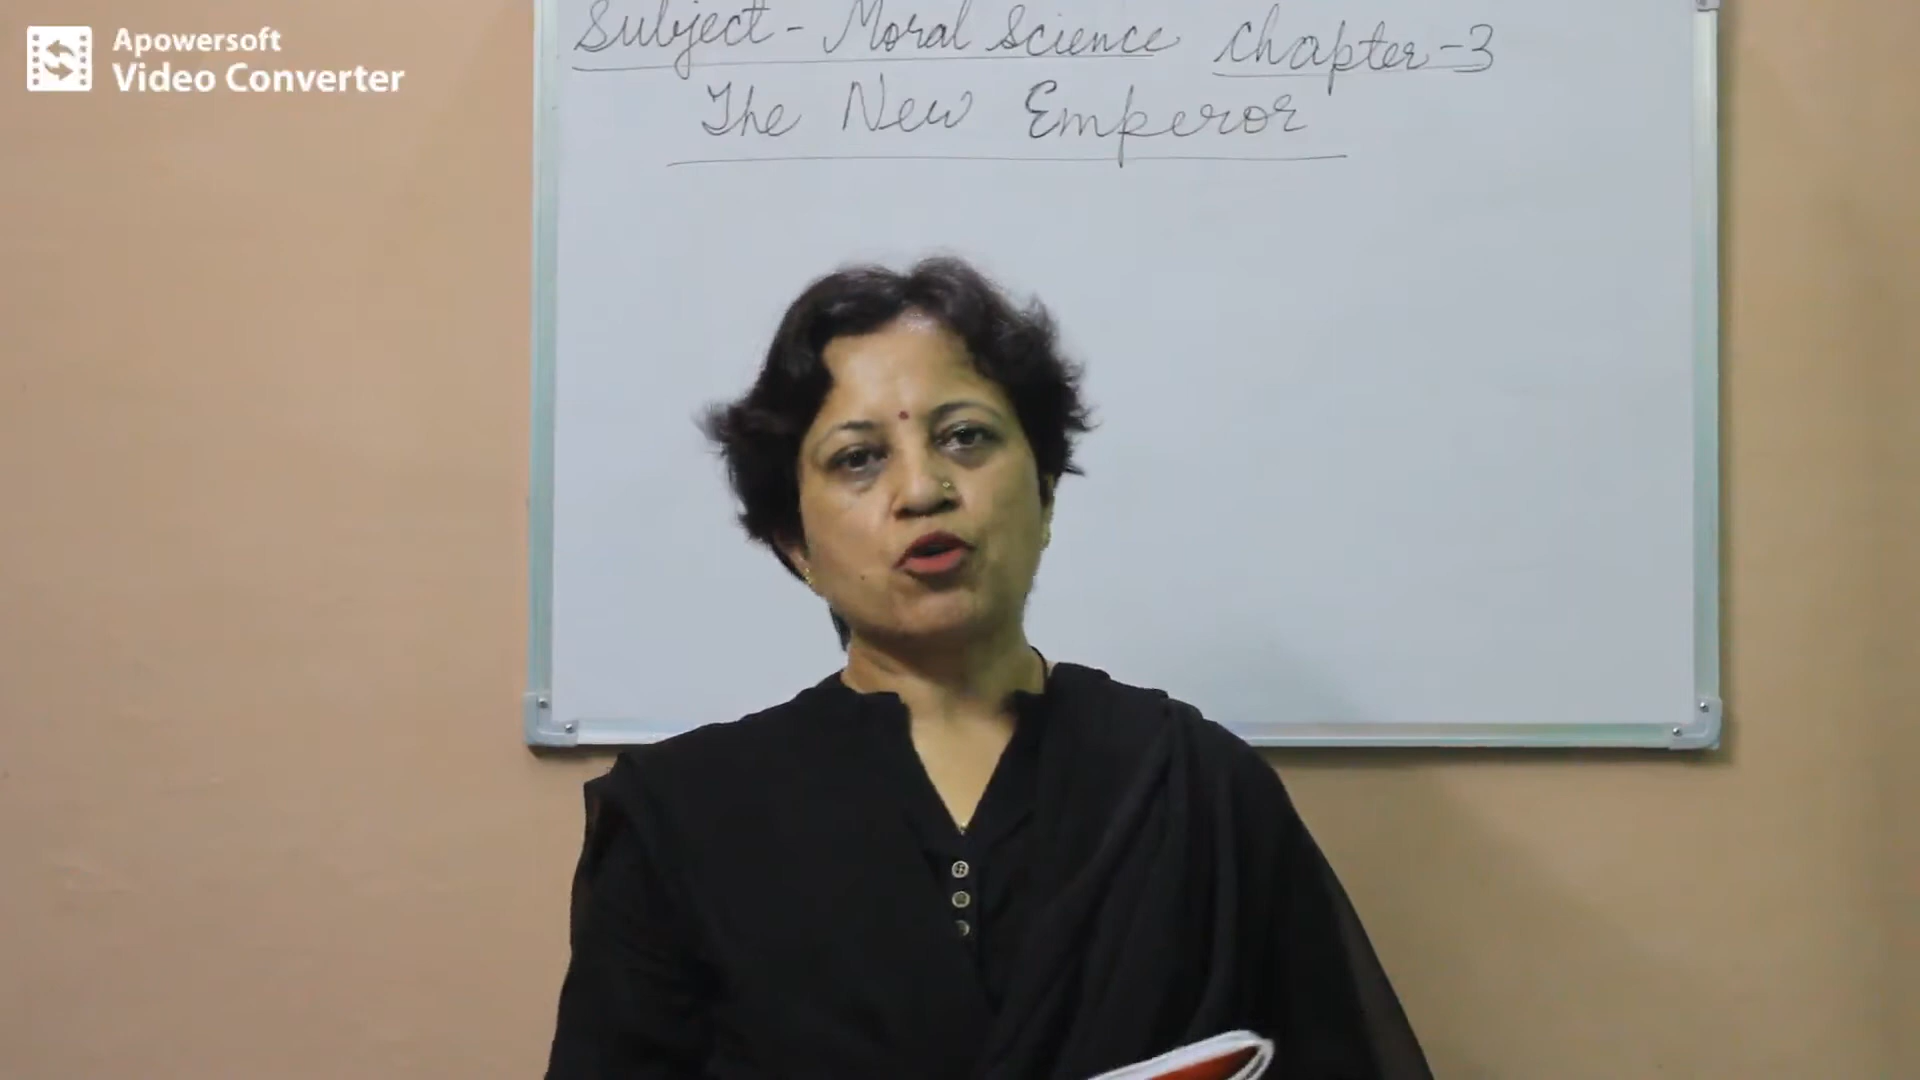 Apowersoft
Video Converter
Subject - Moral Science Chapter-3
The New Emperor